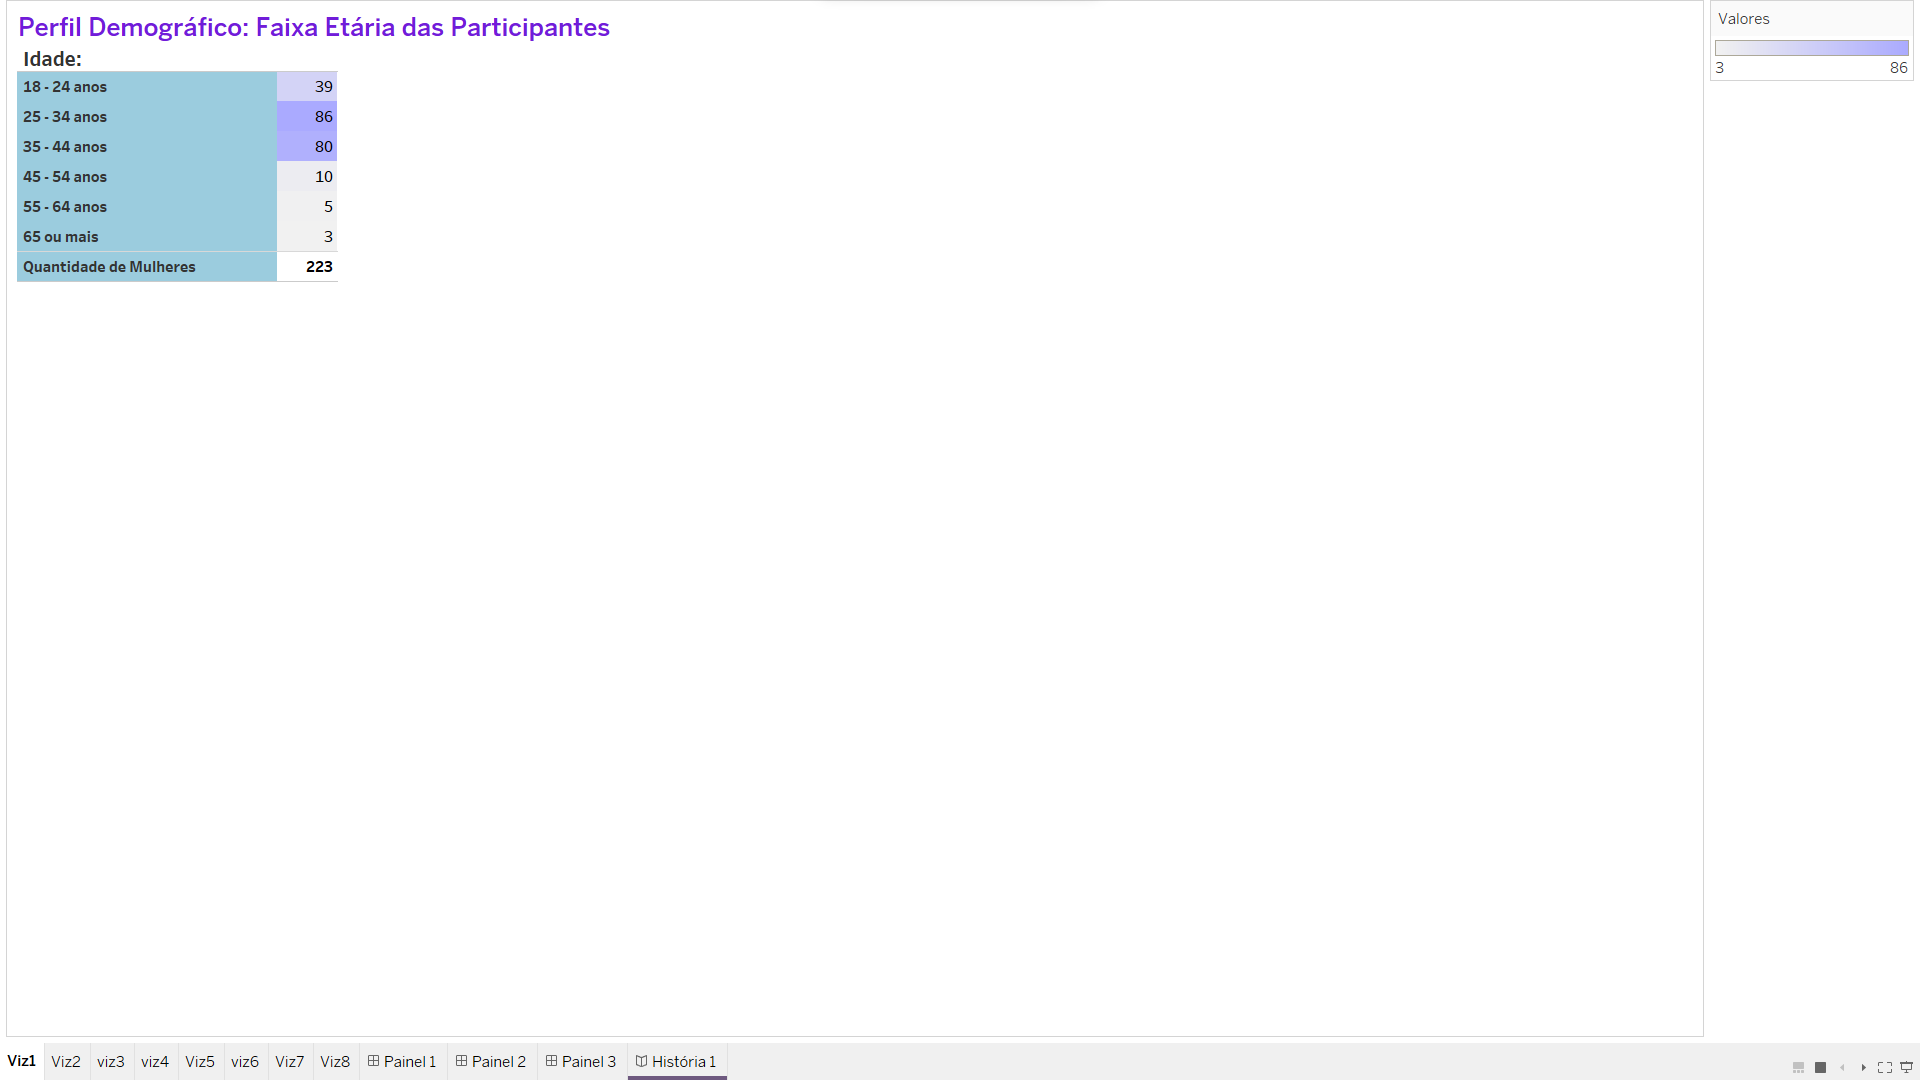 Perfil Demográfico: Faixa Etária das Participantes
Idade:
18 - 24 anos 39
25 - 34 anos 86
35 - 44 anos 80
45 - 54 anos 10
55 - 64 anos 5
65 ou mais 3
Quantidade de Mulheres 223
Valores
3 86
Viz1 Viz2 viz3 viz4 Viz5 viz6 Viz7 Viz8 Painel 1 Painel 2 Painel 3 História 1